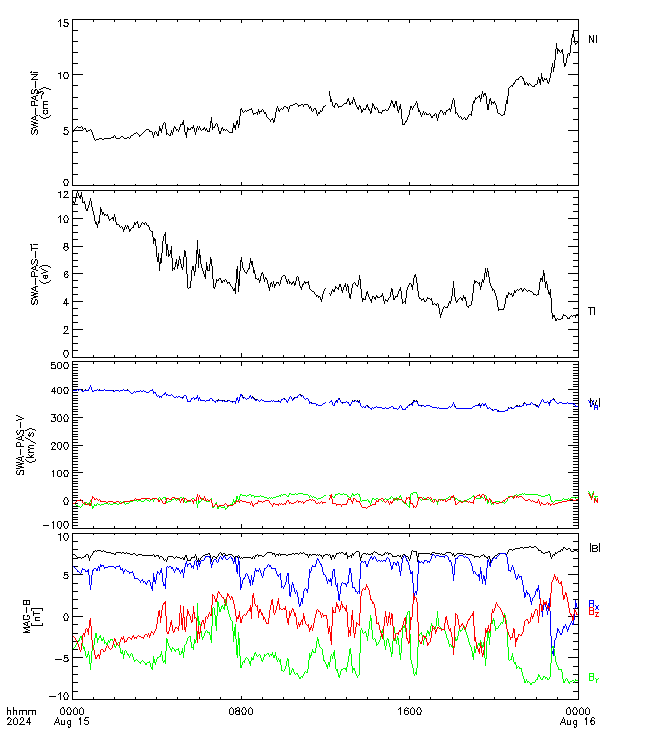 15
10
5
0
SWA-PAS-Ni
(cm⁻³)
Ni
12
10
8
6
4
2
0
SWA-PAS-Ti
(eV)
Ti
500
400
300
200
100
0
-100
SWA-PAS-V
(km/s)
10
5
0
-5
-10
MAG-B
[nT]
|B|
Bx
Bz
By
hhmm
2024
0000
Aug 15
0800
1600
0000
Aug 16